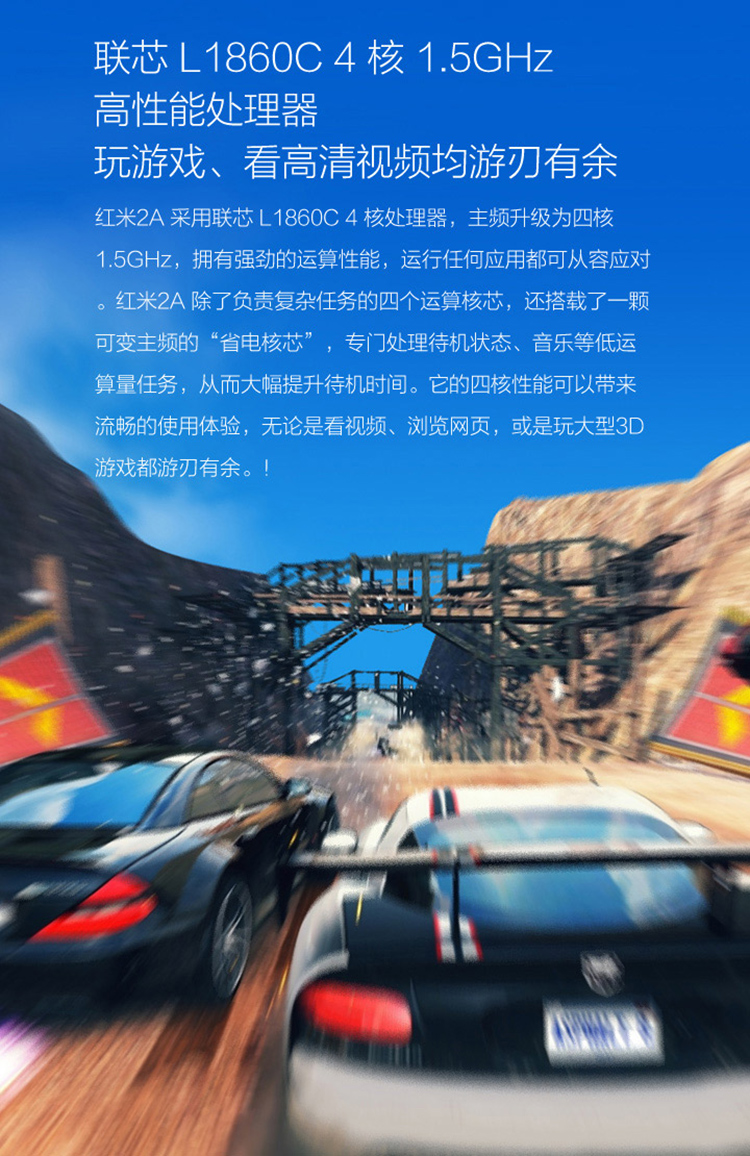 联芯 L1860C 4 核 1.5GHz
高性能处理器
玩游戏、看高清视频均游刃有余
红米2A 采用联芯 L1860C 4 核处理器，主频升级为四核
1.5GHz，拥有强劲的运算性能，运行任何应用都可从容应对
。红米2A 除了负责复杂任务的四个运算核芯，还搭载了一颗
可变主频的“省电核芯”，专门处理待机状态、音乐等低运
算量任务，从而大幅提升待机时间。它的四核性能可以带来
流畅的使用体验，无论是看视频、浏览网页，或是玩大型3D
游戏都游刃有余。!